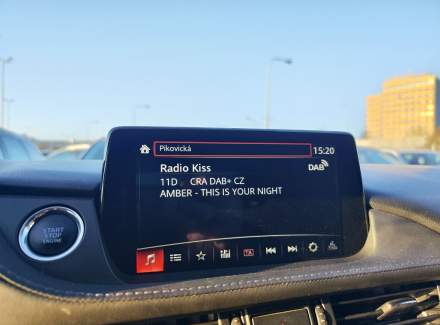 Pikovická 15:20
Radio Kiss DAB
11D CRA DAB+ CZ
AMBER - THIS IS YOUR NIGHT
TA
START
STOP
ENGINE